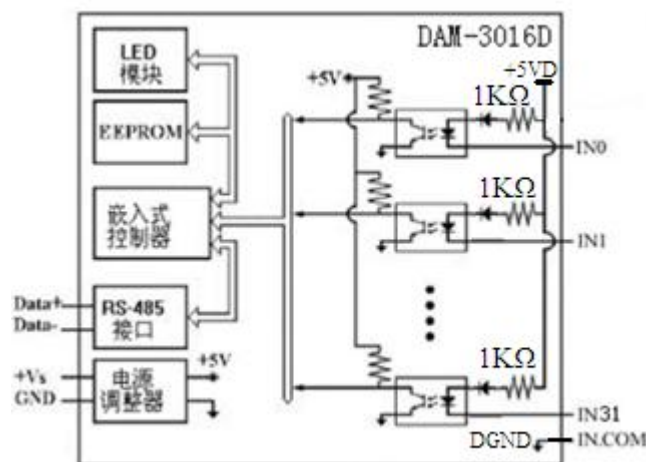 DAM-3016D
LED
模块
EEPROM
嵌入式
控制器
Data+
Data-
RS-485
接口
+Vs
GND
电源
调整器
+5V
+5V
+5VD
1KΩ
IN0
1KΩ
IN1
1KΩ
IN31
DGND
IN.COM